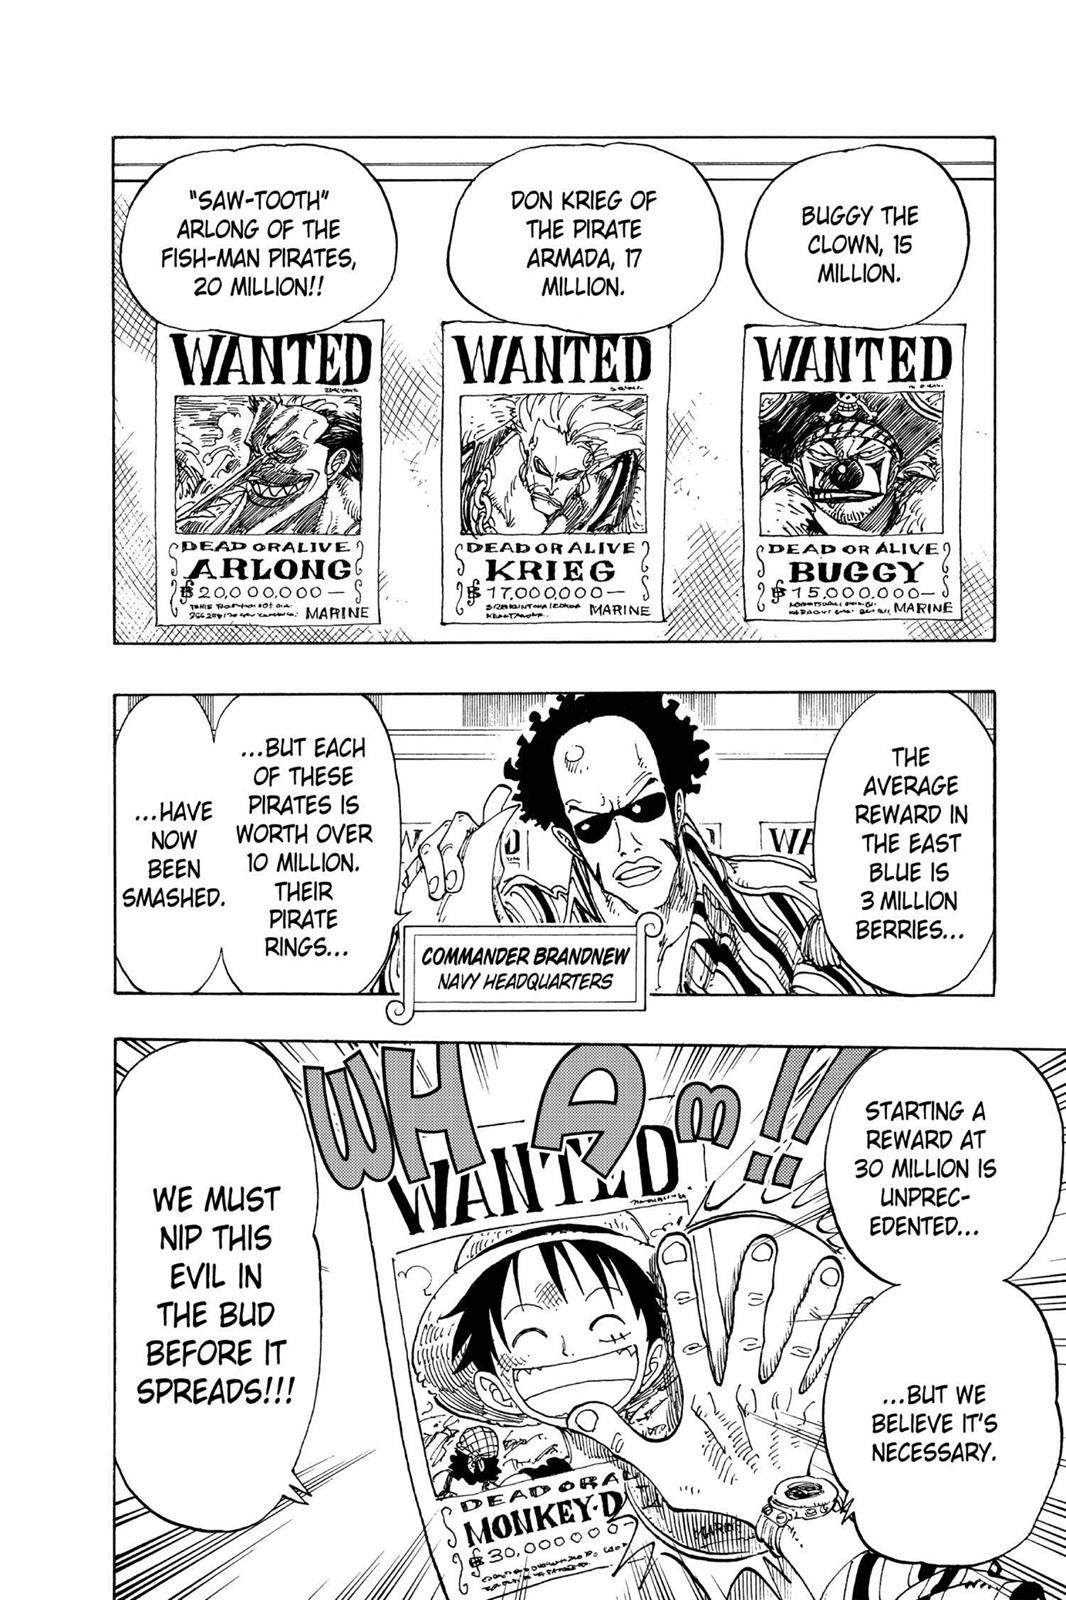 BUGGY THE
CLOWN, 15
MILLION.
DON KRIEG OF
THE PIRATE
ARMADA, 17
MILLION.
"SAW-TOOTH"
ARLONG OF THE
FISH-MAN PIRATES,
20 MILLION!!
WANTED
DEAD OR ALIVE
BUGGY
15,000,000—
MARINE
WANTED
DEAD OR ALIVE
KRIEG
17,000,000—
MARINE
WANTED
DEAD OR ALIVE
ARLONG
20,000,000—
MARINE
THE
AVERAGE
REWARD IN
THE EAST
BLUE IS
3 MILLION
BERRIES...
...BUT EACH
OF THESE
PIRATES IS
WORTH OVER
10 MILLION.
THEIR
PIRATE
RINGS...
...HAVE
NOW
BEEN
SMASHED.
COMMANDER BRANDNEW
NAVY HEADQUARTERS
WA
D
STARTING A
REWARD AT
30 MILLION IS
UNPREC-
EDENTED...
...BUT WE
BELIEVE IT'S
NECESSARY.
WHAM!!
WANTED
DEAD OR AL
MONKEY·D
30,0000
MARINE
WE MUST
NIP THIS
EVIL IN
THE BUD
BEFORE IT
SPREADS!!!